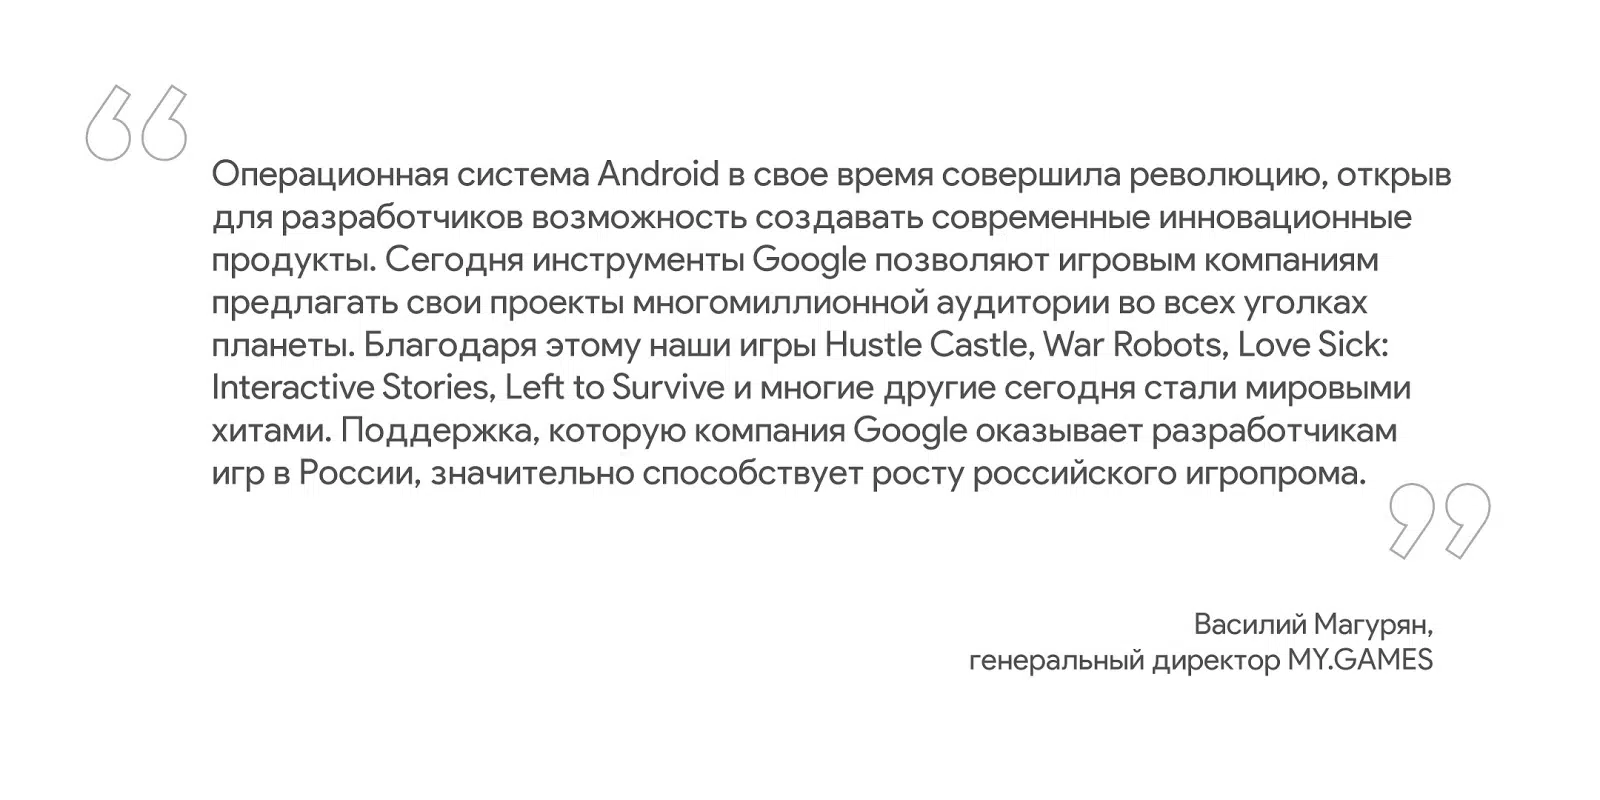 Операционная система Android в свое время совершила революцию, открыв
для разработчиков возможность создавать современные инновационные
продукты. Сегодня инструменты Google позволяют игровым компаниям
предлагать свои проекты многомиллионной аудитории во всех уголках
планеты. Благодаря этому наши игры Hustle Castle, War Robots, Love Sick:
Interactive Stories, Left to Survive и многие другие сегодня стали мировыми
хитами. Поддержка, которую компания Google оказывает разработчикам
игр в России, значительно способствует росту российского игропрома.
Василий Магурян,
генеральный директор MY.GAMES